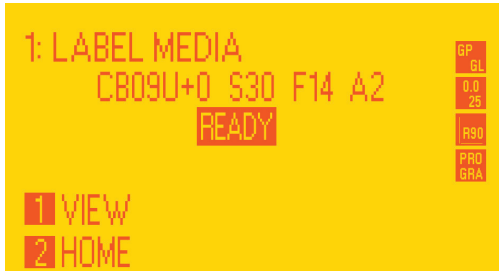 1: LABEL MEDIA
CB09U+0 S30 F14 A2
READY
1 VIEW
2 HOME
GP
GL
0.0
25
R90
PRO
GRA